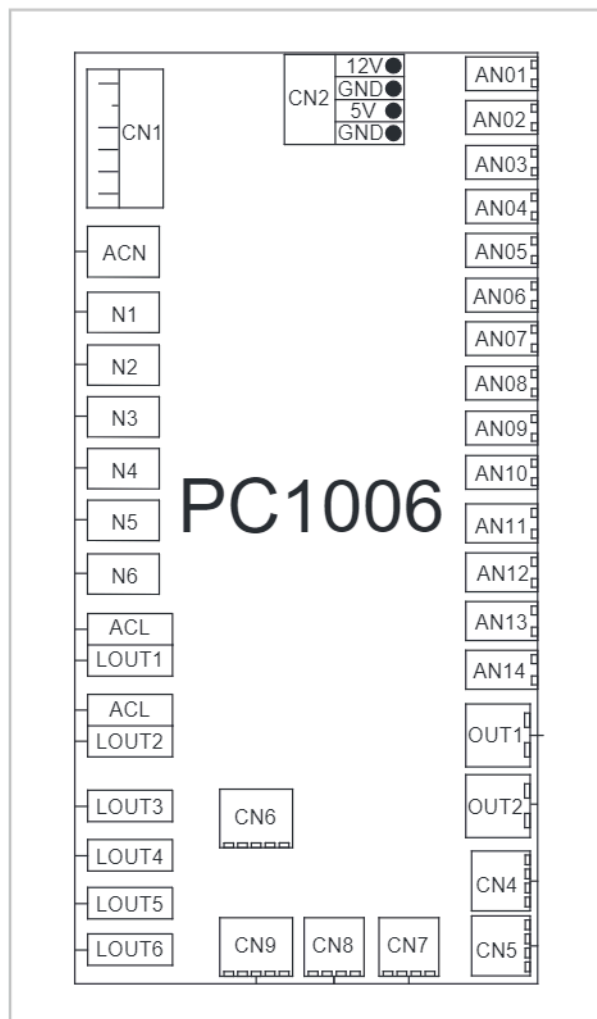 CN1
CN2
12V
GND
5V
GND
ACN
N1
N2
N3
N4
N5
N6
ACL
LOUT1
ACL
LOUT2
LOUT3
LOUT4
LOUT5
LOUT6
PC1006
AN01
AN02
AN03
AN04
AN05
AN06
AN07
AN08
AN09
AN10
AN11
AN12
AN13
AN14
OUT1
OUT2
CN4
CN5
CN6
CN9
CN8
CN7